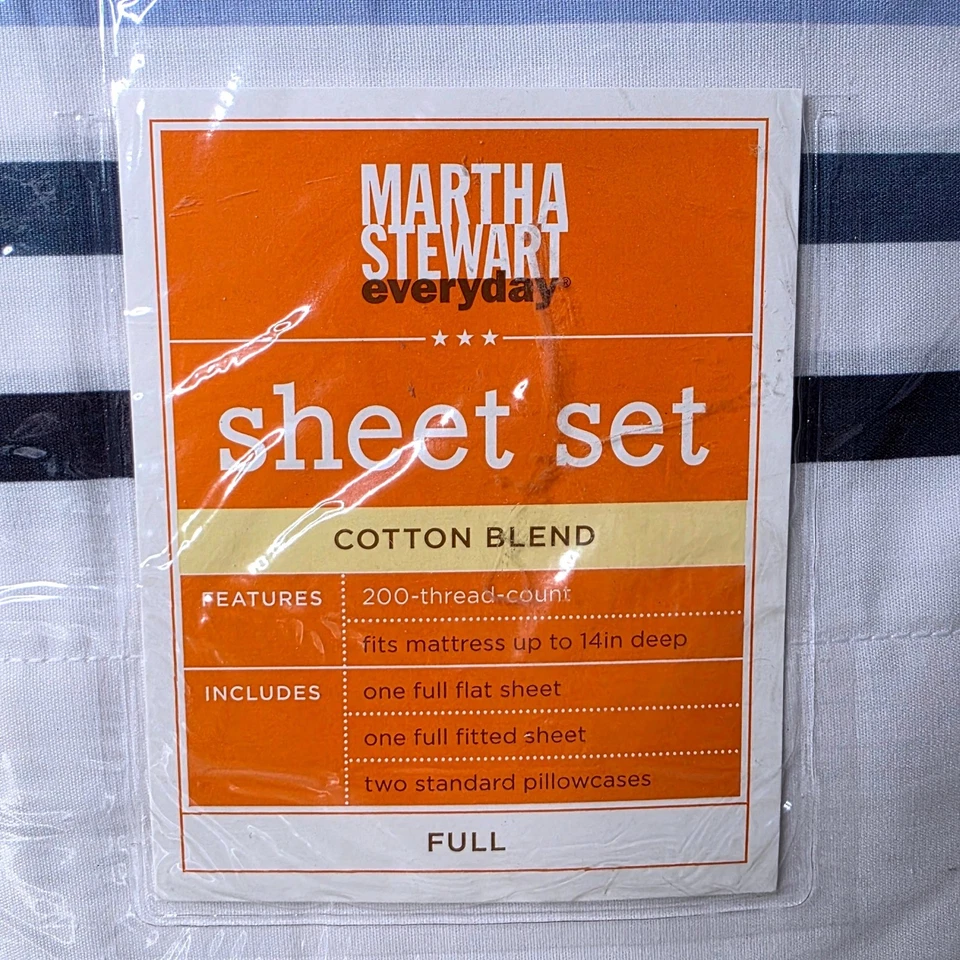 MARTHA
STEWART
everyday®
sheet set
COTTON BLEND
FEATURES
200-thread-count
fits mattress up to 14in deep
INCLUDES
one full flat sheet
one full fitted sheet
two standard pillowcases
FULL